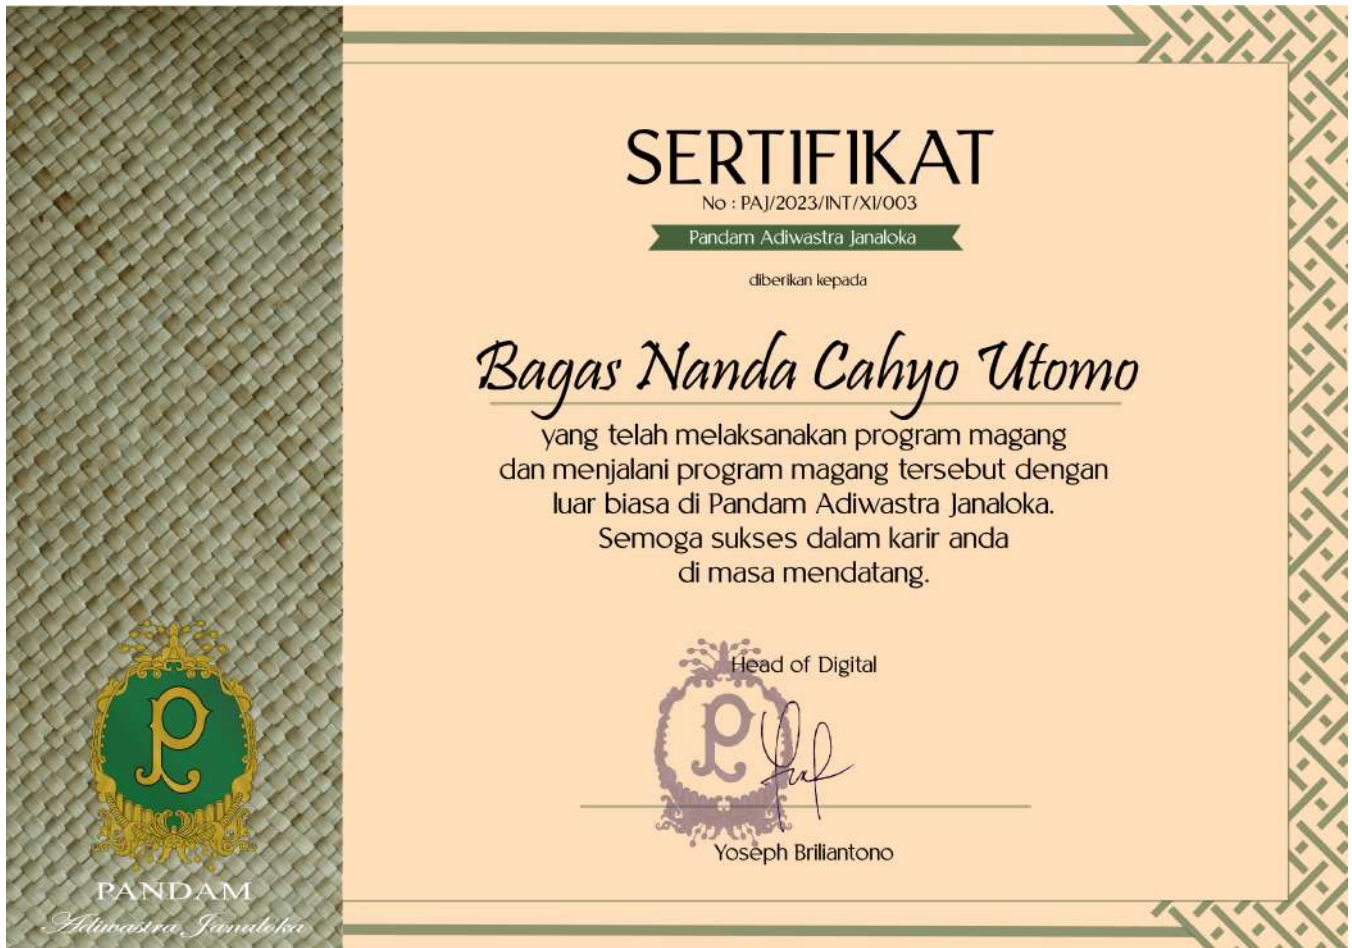 SERTIFIKAT
No : PAJ/2023/INT/XI/003
Pandam Adiwastra Janaloka
diberikan kepada
Bagas Nanda Cahyo Utomo
yang telah melaksanakan program magang
dan menjalani program magang tersebut dengan
luar biasa di Pandam Adiwastra Janaloka.
Semoga sukses dalam karir anda
di masa mendatang.
Head of Digital
P
Yoseph Briliantono
P
PANDAM
Adiwastra Janaloka